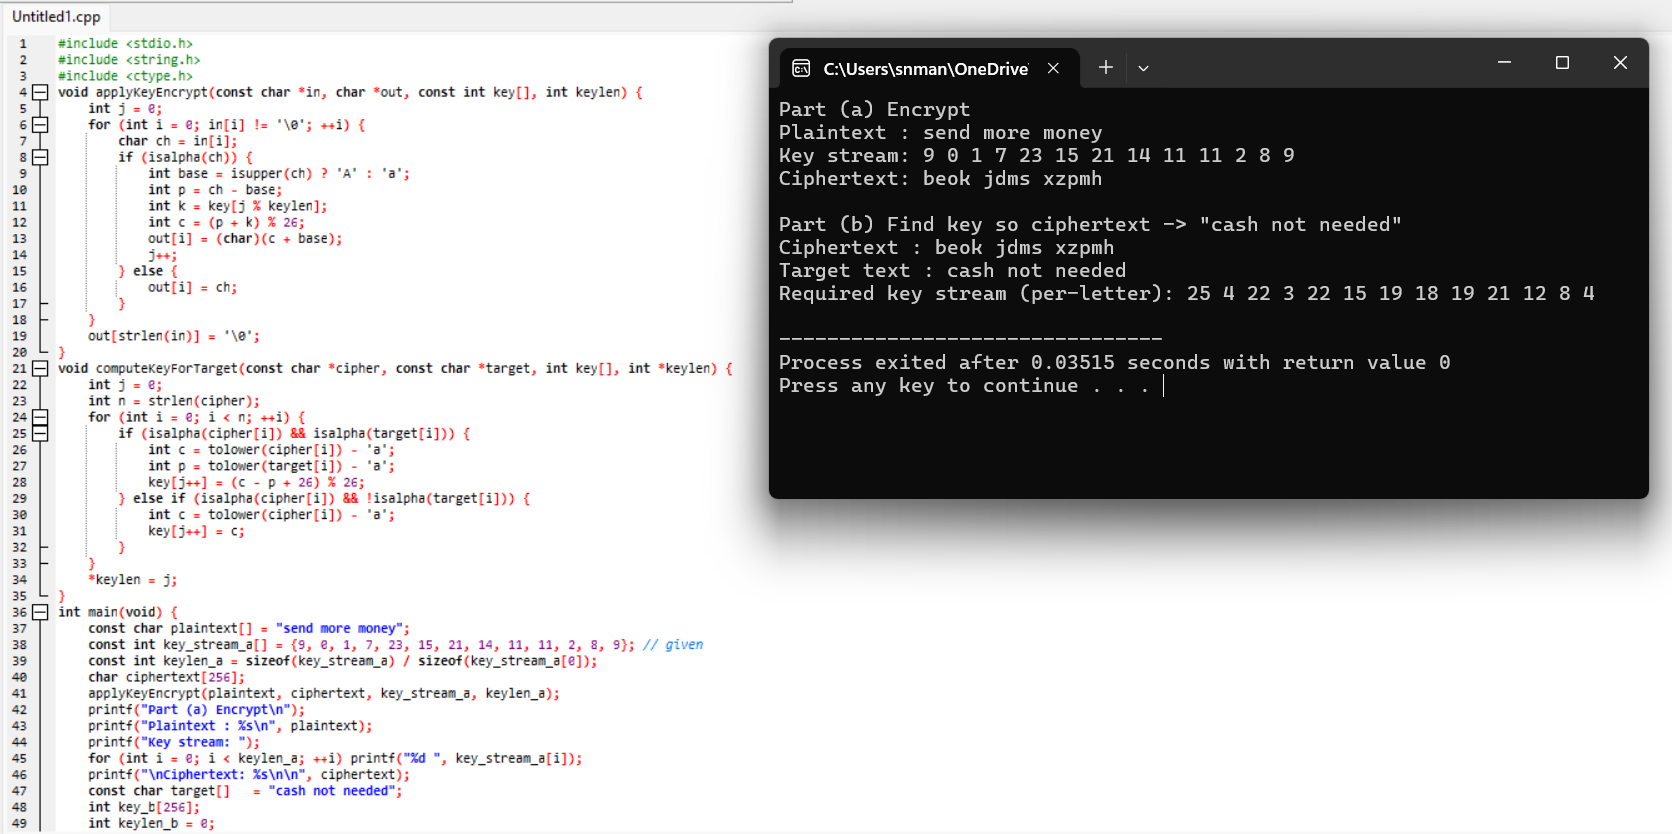 Untitled1.cpp
1 #include <stdio.h>
2 #include <string.h>
3 #include <ctype.h>
4 void applyKeyEncrypt(const char *in, char *out, const int key[], int keylen) {
5 int j = 0;
6 for (int i = 0; in[i] != '\0'; ++i) {
7 char ch = in[i];
8 if (isalpha(ch)) {
9 int base = isupper(ch) ? 'A' : 'a';
10 int p = ch - base;
11 int k = key[j % keylen];
12 int c = (p + k) % 26;
13 out[i] = (char)(c + base);
14 j++;
15 } else {
16 out[i] = ch;
17 }
18 }
19 out[strlen(in)] = '\0';
20 }
21 void computeKeyForTarget(const char *cipher, const char *target, int key[], int *keylen) {
22 int j = 0;
23 int n = strlen(cipher);
24 for (int i = 0; i < n; ++i) {
25 if (isalpha(cipher[i]) && isalpha(target[i])) {
26 int c = tolower(cipher[i]) - 'a';
27 int p = tolower(target[i]) - 'a';
28 key[j++] = (c - p + 26) % 26;
29 } else if (isalpha(cipher[i]) && !isalpha(target[i])) {
30 int c = tolower(cipher[i]) - 'a';
31 key[j++] = c;
32 }
33 }
34 *keylen = j;
35 }
36 int main(void) {
37 const char plaintext[] = "send more money";
38 const int key_stream_a[] = {9, 0, 1, 7, 23, 15, 21, 14, 11, 11, 2, 8, 9}; // given
39 const int keylen_a = sizeof(key_stream_a) / sizeof(key_stream_a[0]);
40 char ciphertext[256];
41 applyKeyEncrypt(plaintext, ciphertext, key_stream_a, keylen_a);
42 printf("Part (a) Encrypt\n");
43 printf("Plaintext : %s\n", plaintext);
44 printf("Key stream: ");
45 for (int i = 0; i < keylen_a; ++i) printf("%d ", key_stream_a[i]);
46 printf("\nCiphertext: %s\n\n", ciphertext);
47 const char target[] = "cash not needed";
48 int key_b[256];
49 int keylen_b = 0;
C:\Users\snman\OneDrive
Part (a) Encrypt
Plaintext : send more money
Key stream: 9 0 1 7 23 15 21 14 11 11 2 8 9
Ciphertext: beok jdms xzpmh
Part (b) Find key so ciphertext -> "cash not needed"
Ciphertext : beok jdms xzpmh
Target text : cash not needed
Required key stream (per-letter): 25 4 22 3 22 15 19 18 19 21 12 8 4
--------------------------------
Process exited after 0.03515 seconds with return value 0
Press any key to continue . . .